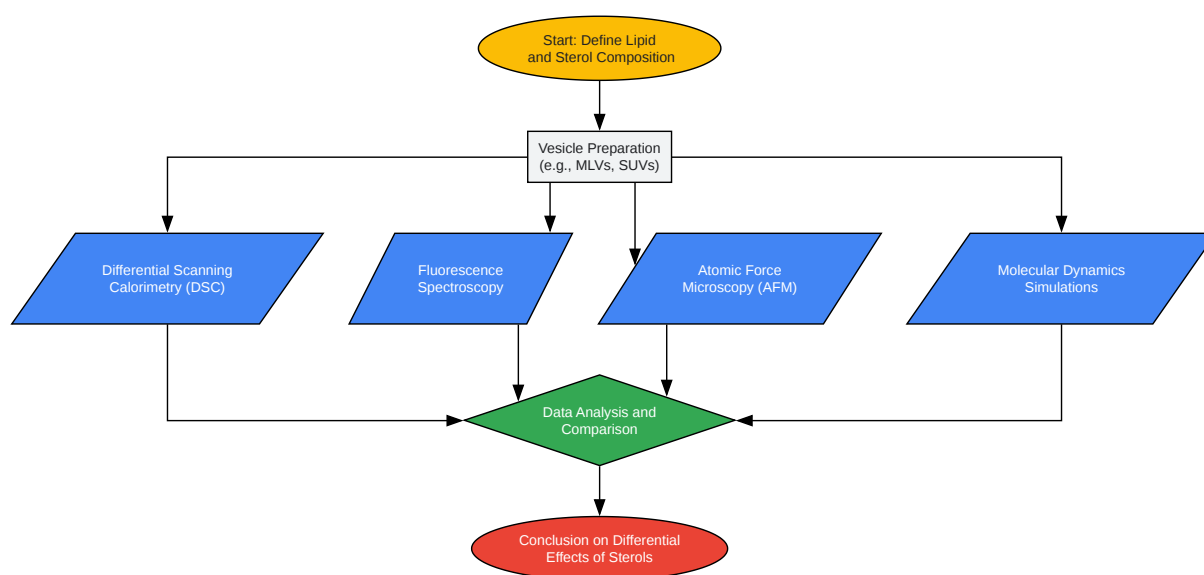 Start: Define Lipid
and Sterol Composition
Vesicle Preparation
(e.g., MLVs, SUVs)
Differential Scanning
Calorimetry (DSC)
Fluorescence
Spectroscopy
Atomic Force
Microscopy (AFM)
Molecular Dynamics
Simulations
Data Analysis and
Comparison
Conclusion on Differential
Effects of Sterols